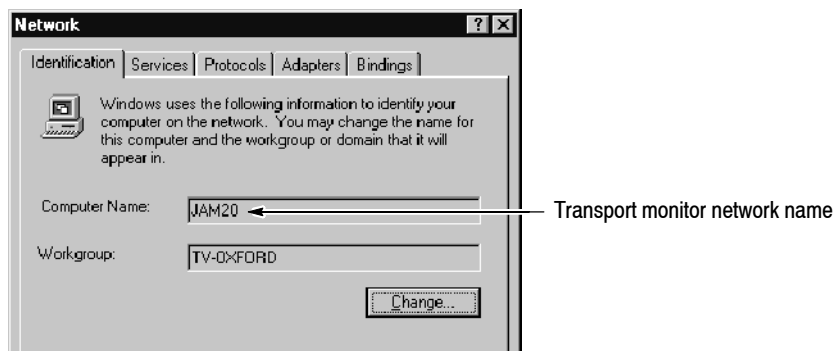 Network
Identification Services Protocols Adapters Bindings
Windows uses the following information to identify your
computer on the network. You may change the name for
this computer and the workgroup or domain that it will
appear in.
Computer Name: JAM20 Transport monitor network name
Workgroup: TV-OXFORD
Change...